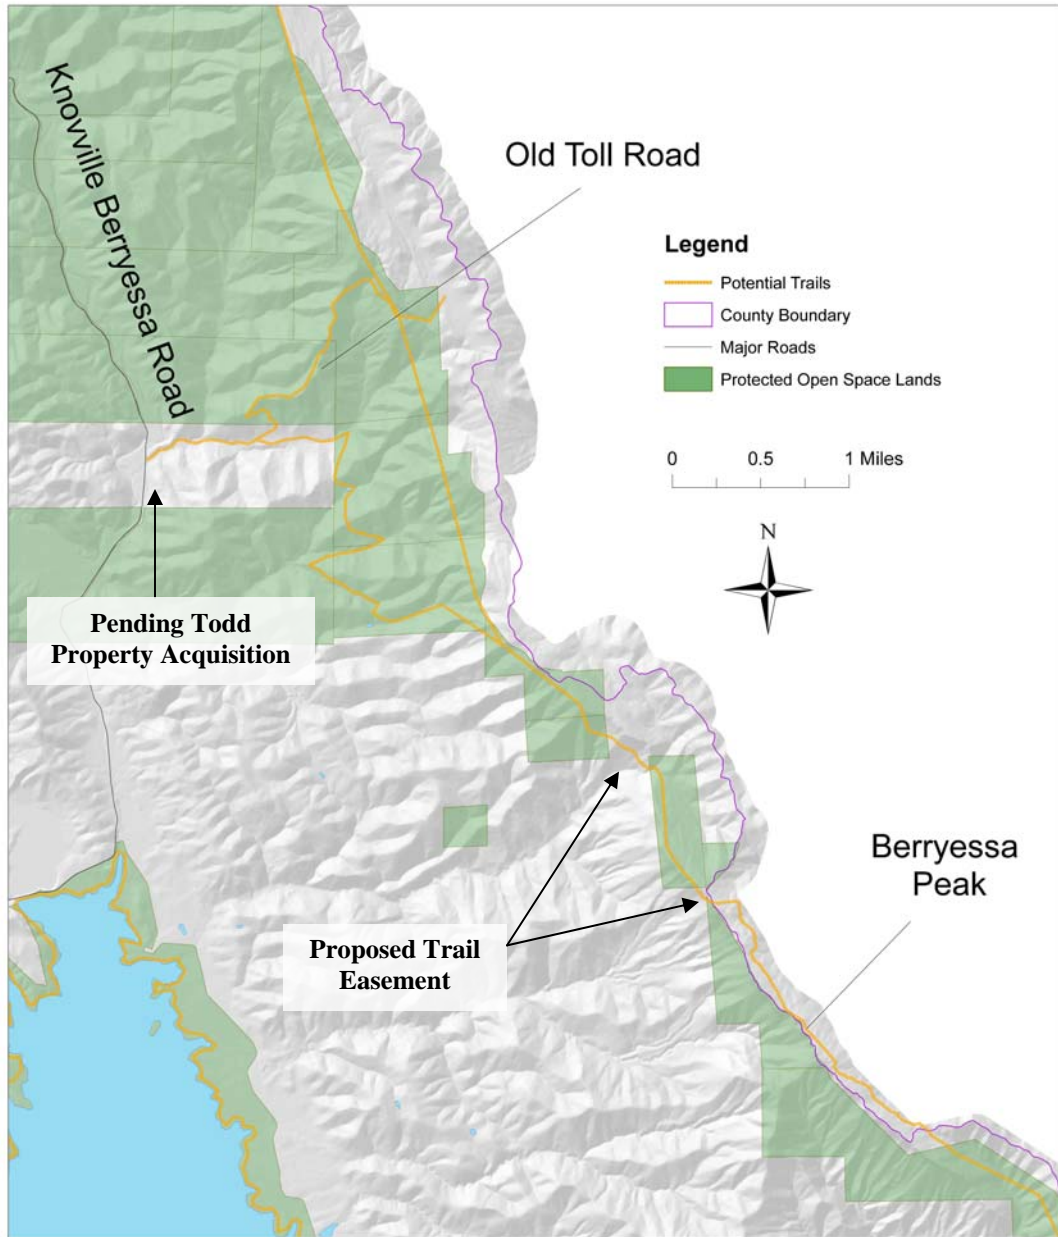 Knovville Berryessa Road
Old Toll Road
Legend
Potential Trails
County Boundary
Major Roads
Protected Open Space Lands
0 0.5 1 Miles
N
Pending Todd
Property Acquisition
Berryessa
Peak
Proposed Trail
Easement